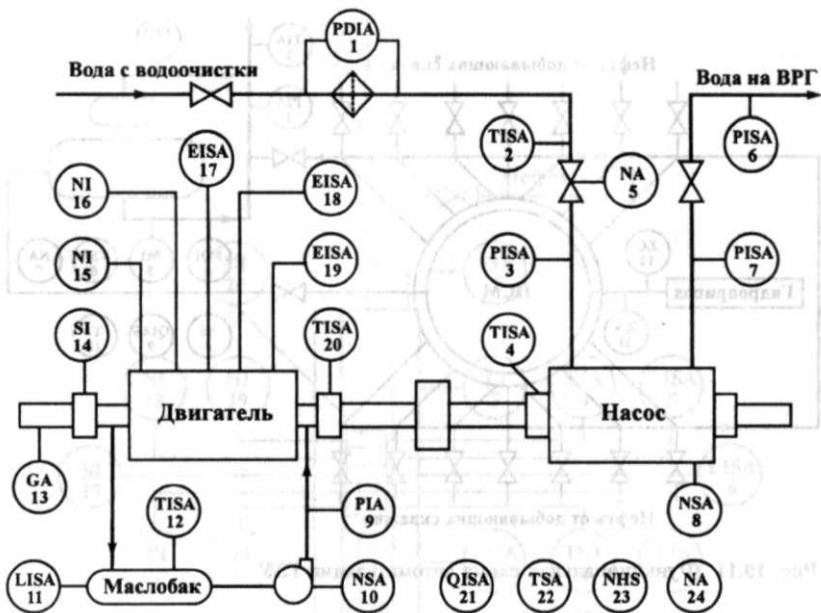 PDIA
1
Вода с водоочистки
Вода на ВРГ
TISA
2
PISA
6
EISA
17
NI
16
EISA
18
NA
5
NI
15
EISA
19
PISA
3
PISA
7
SI
14
TISA
20
TISA
4
Двигатель
Насос
GA
13
TISA
12
PIA
9
NSA
8
LISA
11
Маслобак
NSA
10
QISA
21
TSA
22
NHS
23
NA
24